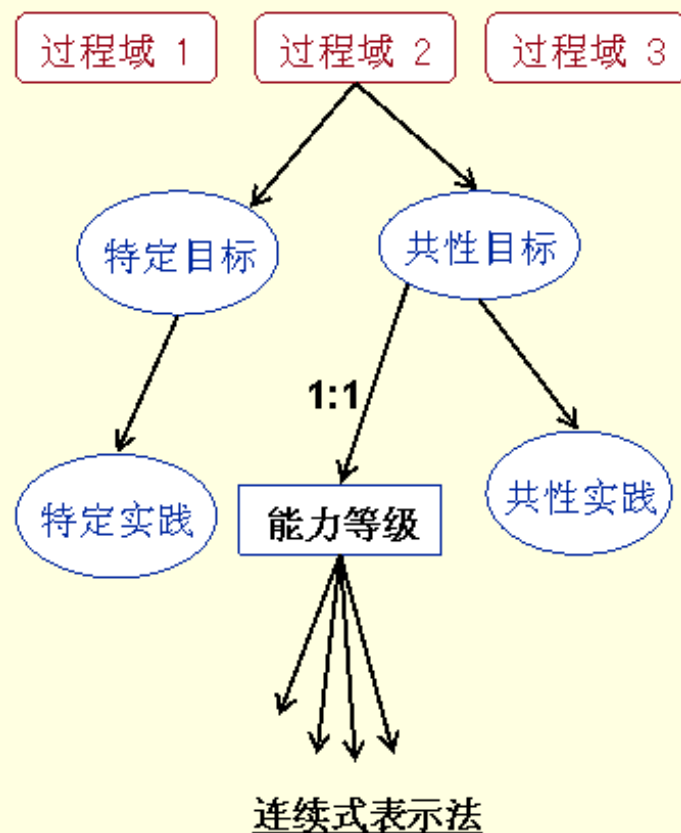 过程域 1
过程域 2
过程域 3
特定目标
共性目标
1:1
特定实践
能力等级
共性实践
连续式表示法